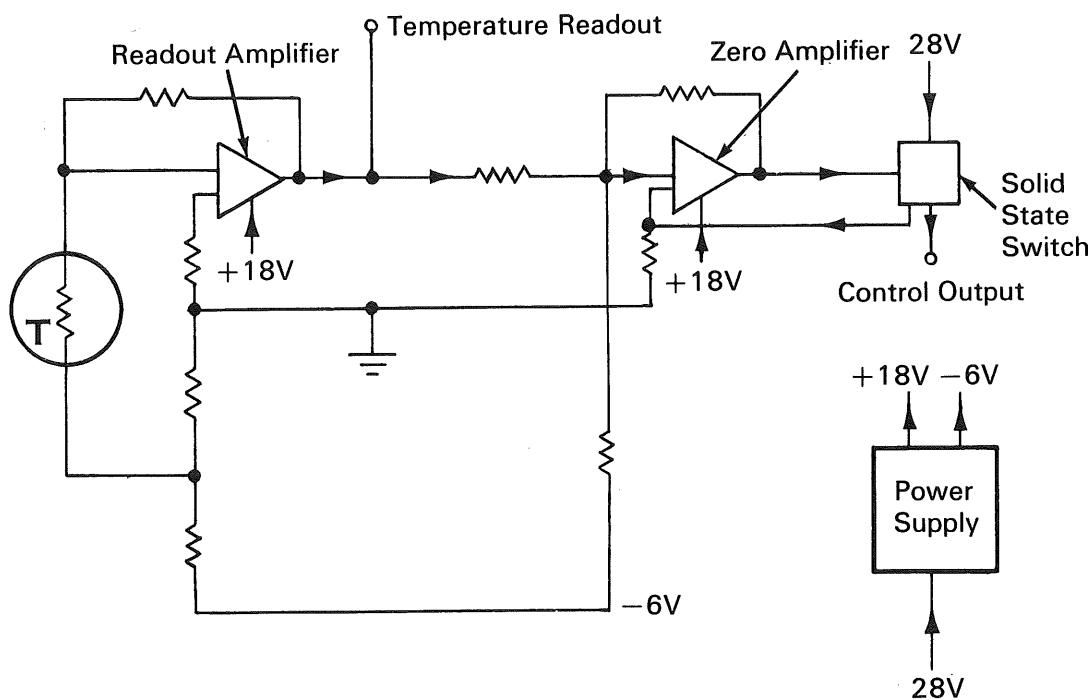 Temperature Readout
Readout Amplifier
Zero Amplifier
28V
+18V
+18V
Solid
State
Switch
Control Output
T
+18V −6V
Power
Supply
−6V
28V